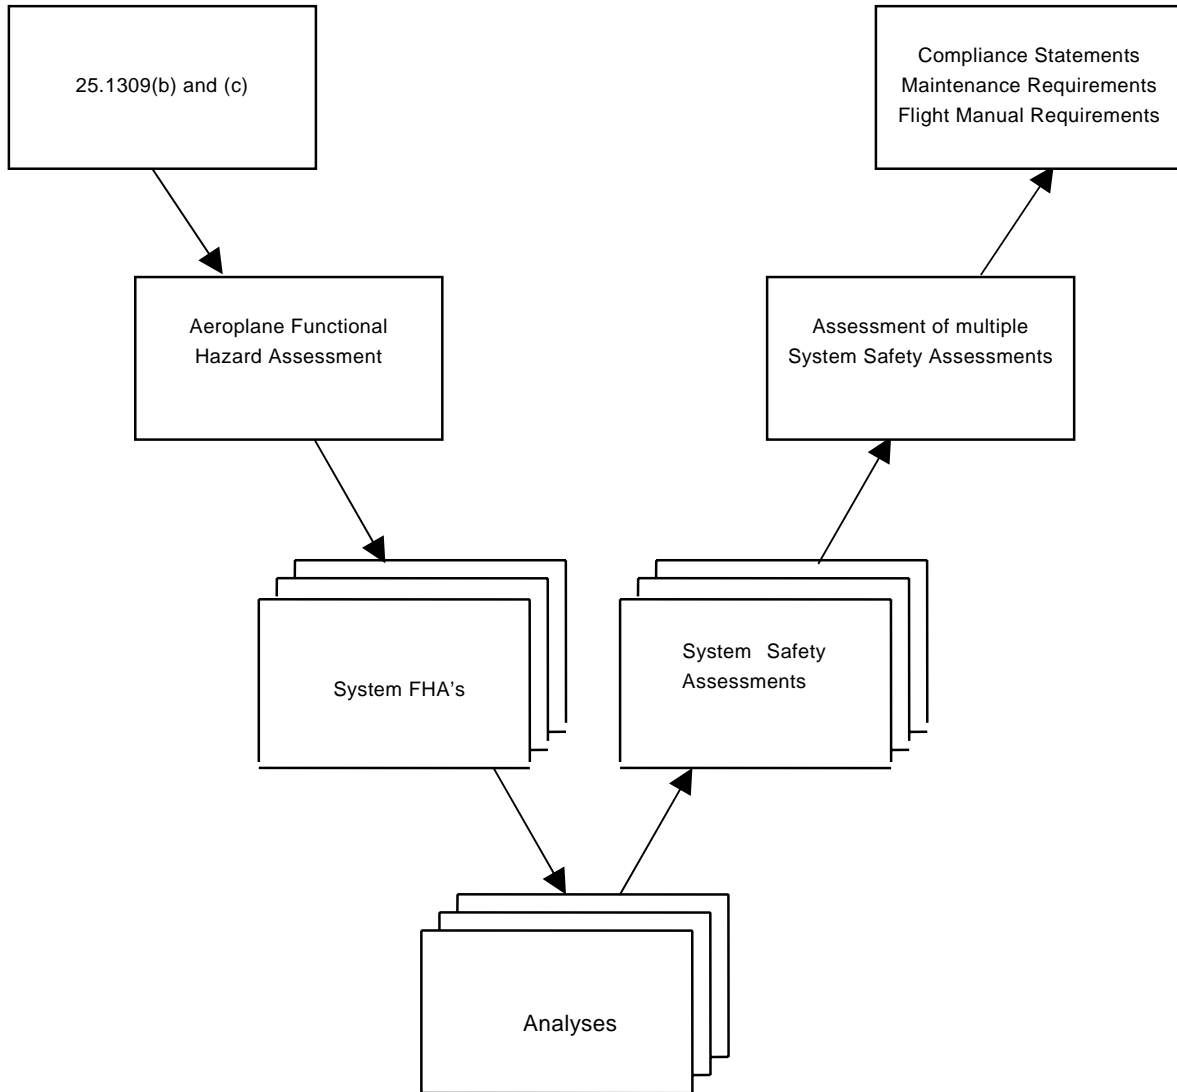 25.1309(b) and (c)
Compliance Statements
Maintenance Requirements
Flight Manual Requirements
Aeroplane Functional
Hazard Assessment
Assessment of multiple
System Safety Assessments
System FHA’s
System Safety
Assessments
Analyses